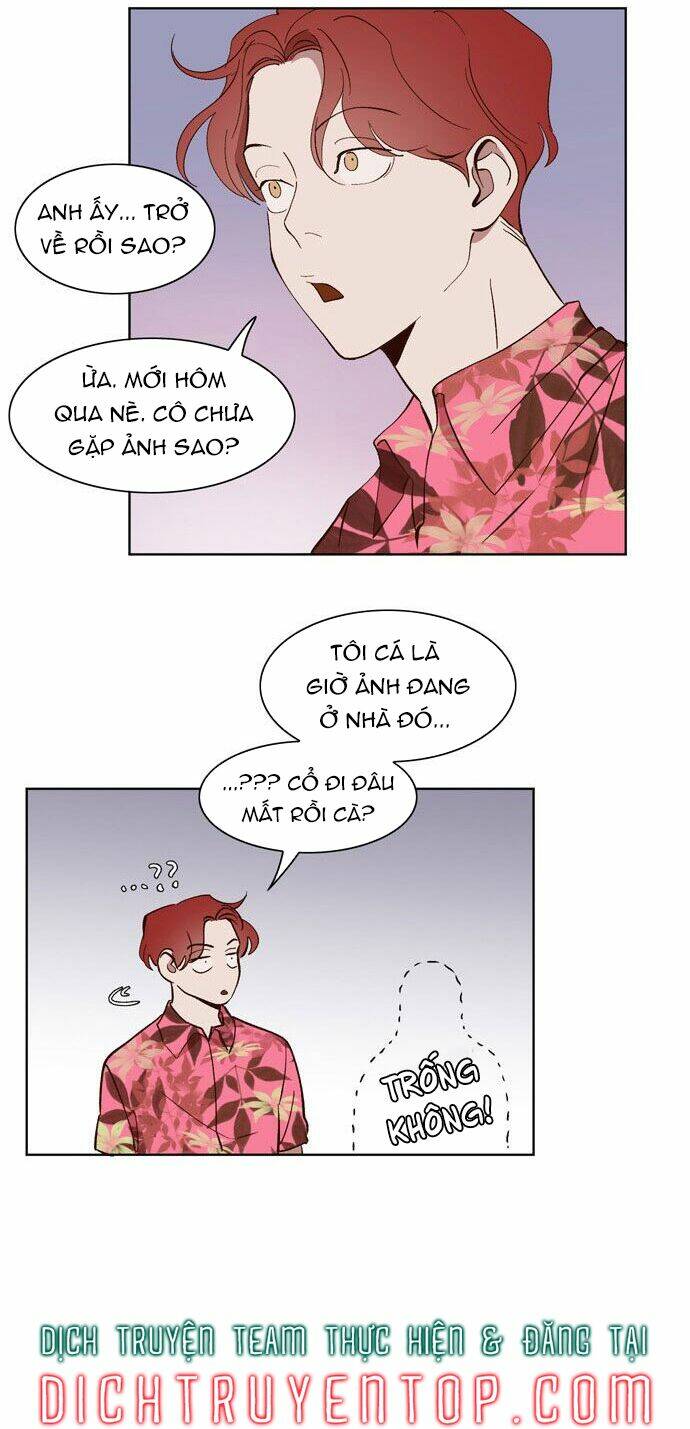 ANH ẤY... TRỞ
VỀ RỒI SAO?
ỪA. MỚI HÔM
QUA NÈ. CÔ CHƯA
GẶP ẢNH SAO?
TÔI CÁ LÀ
GIỜ ẢNH ĐANG
Ở NHÀ ĐÓ...
...??? CỔ ĐI ĐÂU
MẤT RỒI CÀ?
...??
TRỐNG
KHÔNG!
DỊCH TRUYỆN TEAM THỰC HIỆN & ĐĂNG TẠI
DICHTRUYENTOP.COM